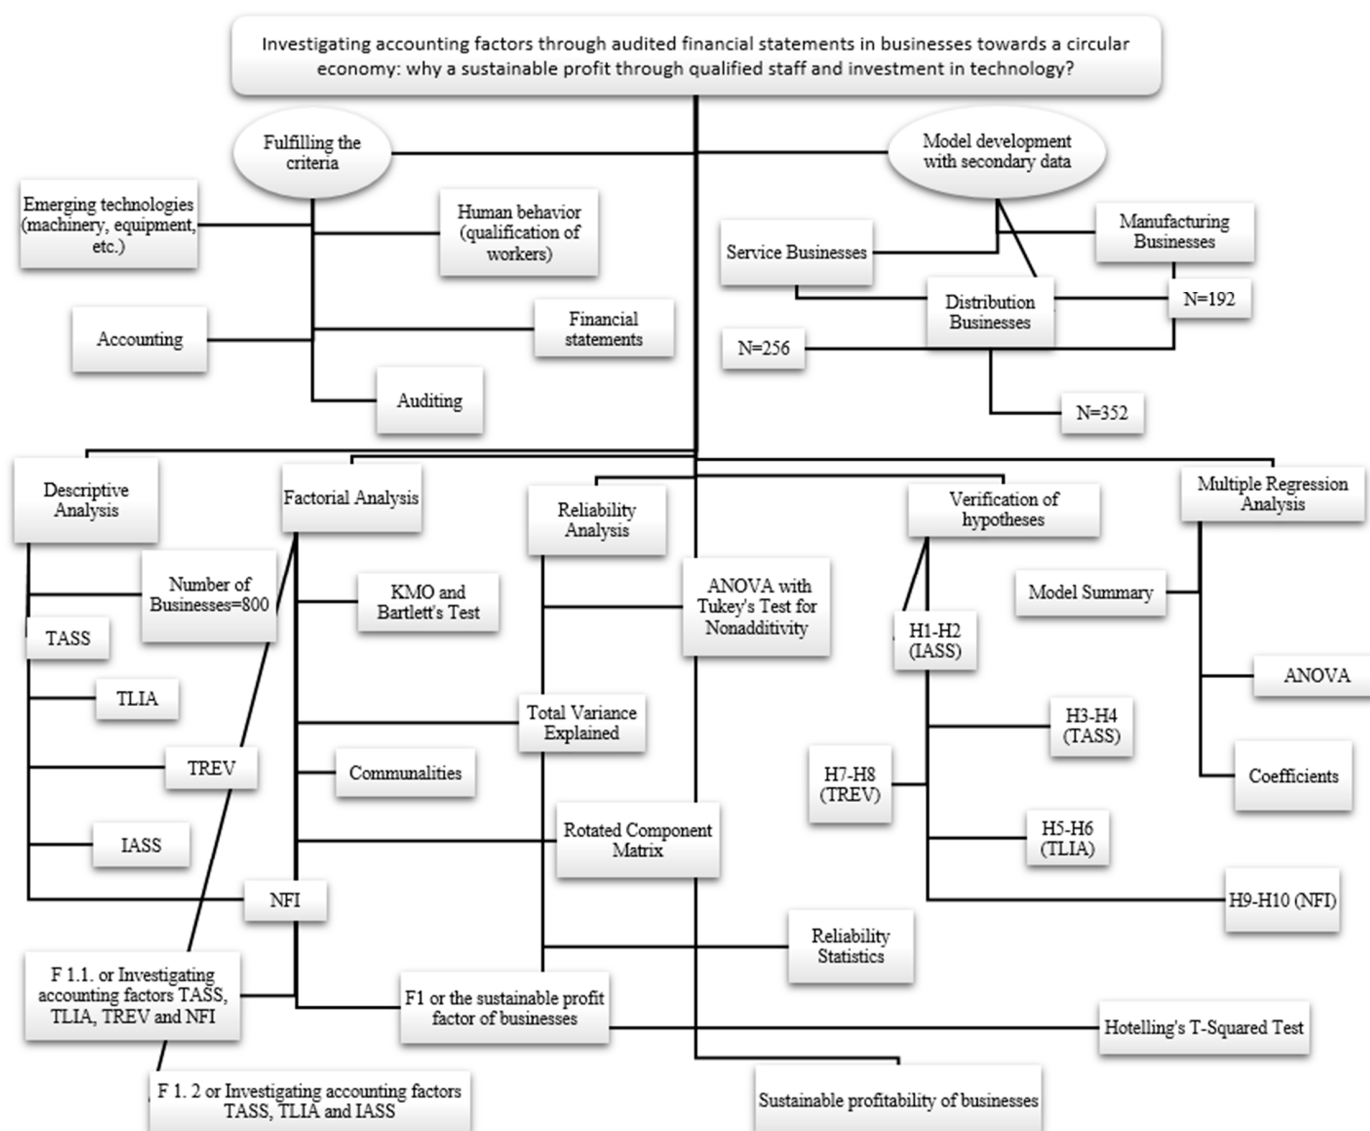 Investigating accounting factors through audited financial statements in businesses towards a circular
economy: why a sustainable profit through qualified staff and investment in technology?
Fulfilling the
criteria
Model development
with secondary data
Emerging technologies
(machinery, equipment,
etc.)
Human behavior
(qualification of
workers)
Accounting
Financial
statements
Auditing
Service Businesses
Manufacturing
Businesses
Distribution
Businesses
N=192
N=256
N=352
Descriptive
Analysis
Number of
Businesses=800
TASS
TLIA
TREV
IASS
NFI
Factorial Analysis
KMO and
Bartlett's Test
Total Variance
Explained
Communalities
Rotated Component
Matrix
F 1.1. or Investigating
accounting factors TASS,
TLIA, TREV and NFI
F 1. 2 or Investigating accounting factors
TASS, TLIA and IASS
F1 or the sustainable profit
factor of businesses
Reliability
Analysis
ANOVA with
Tukey's Test for
Nonadditivity
Reliability
Statistics
Hotelling's T-Squared Test
Sustainable profitability of businesses
Verification of
hypotheses
H1-H2
(IASS)
H3-H4
(TASS)
H7-H8
(TREV)
H5-H6
(TLIA)
H9-H10 (NFI)
Multiple Regression
Analysis
Model Summary
ANOVA
Coefficients